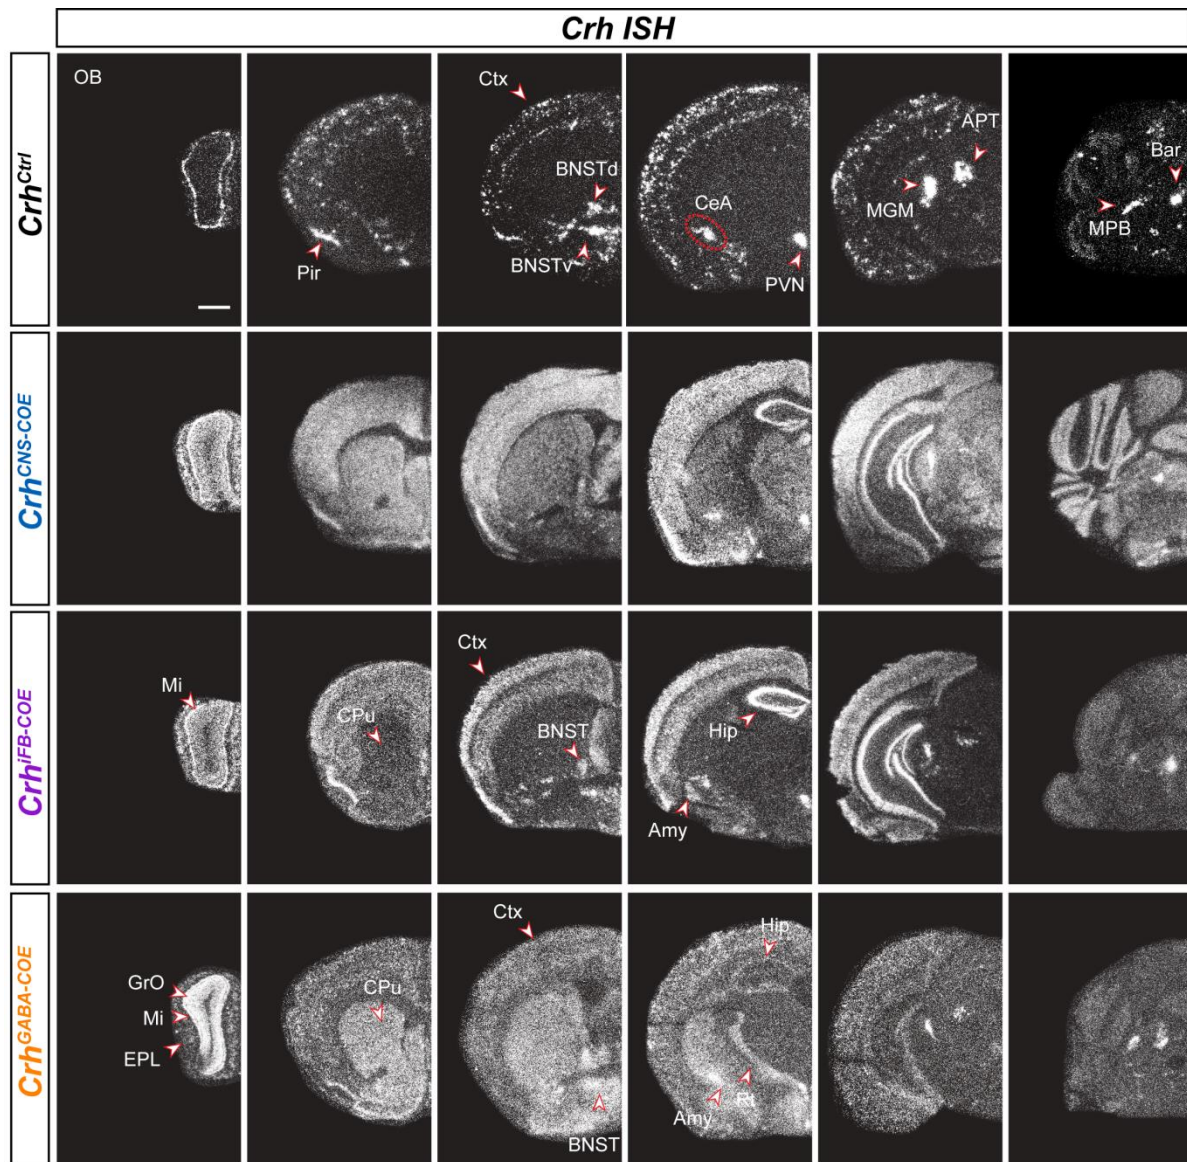 Crh ISH
Crh^Ctrl
OB
Pir
Ctx
BNSTd
BNSTv
CeA
PVN
APT
MGM
Bar
MPB
Crh^CNS-COE
Crh^iFB-COE
Mi
CPu
Ctx
BNST
Hip
Amy
Crh^GABA-COE
GrO
Mi
EPL
CPu
Ctx
BNST
Hip
Amy
Rt